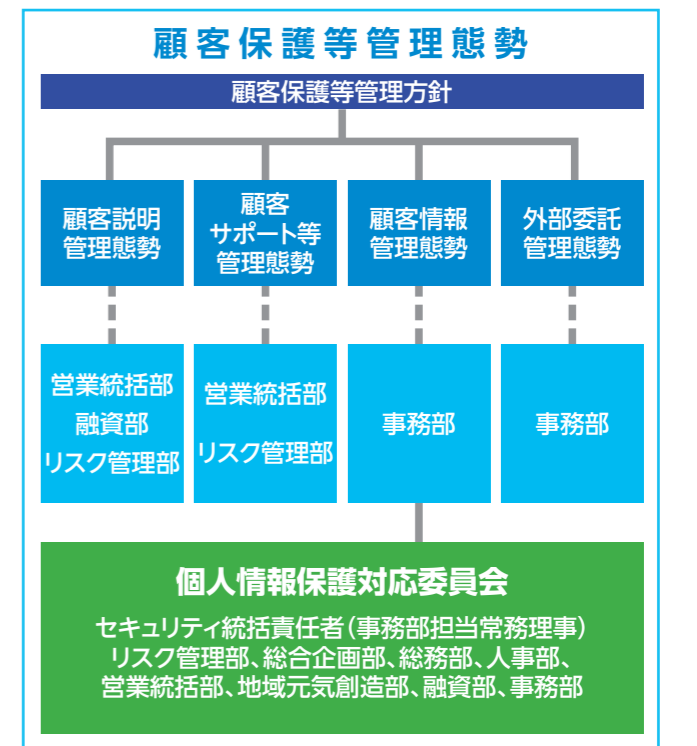 顧客保護等管理態勢
顧客保護等管理方針
顧客説明
管理態勢
顧客
サポート等
管理態勢
顧客情報
管理態勢
外部委託
管理態勢
営業統括部
融資部
リスク管理部
営業統括部
リスク管理部
事務部
事務部
個人情報保護対応委員会
セキュリティ統括責任者(事務部担当常務理事)
リスク管理部、総合企画部、総務部、人事部、
営業統括部、地域元気創造部、融資部、事務部